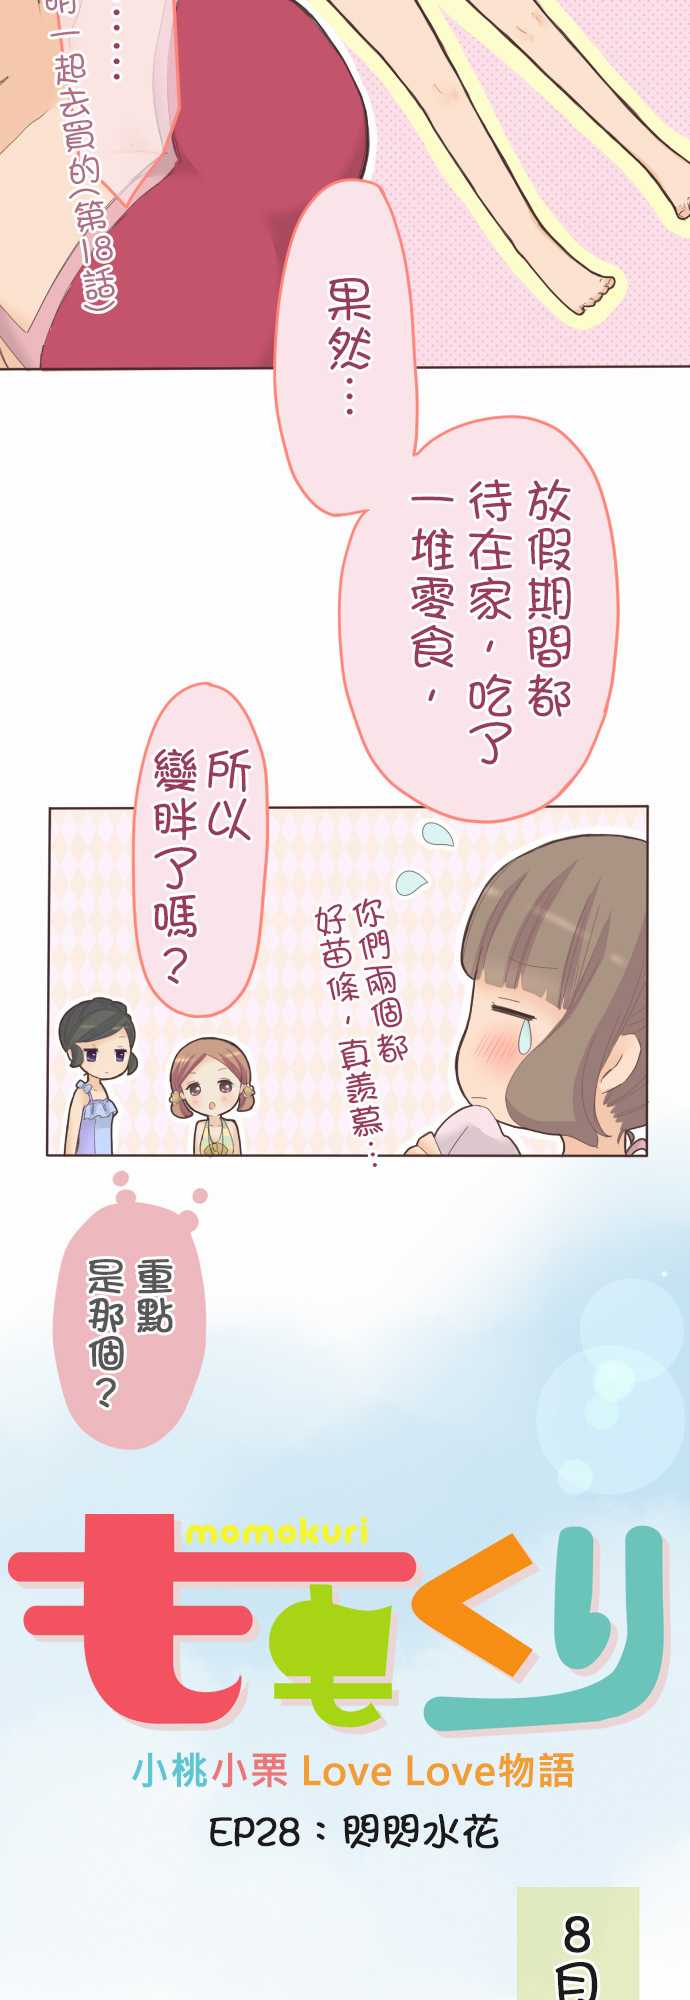 ……
明一起去買的(第18話)
果然…
放假期間都
待在家，吃了
一堆零食，
所以
變胖了嗎？
你們兩個都
好苗條，真羨慕…
重點
是那個？
momokuri
ももくり
小桃小栗 Love Love物語
EP28：閃閃水花
8